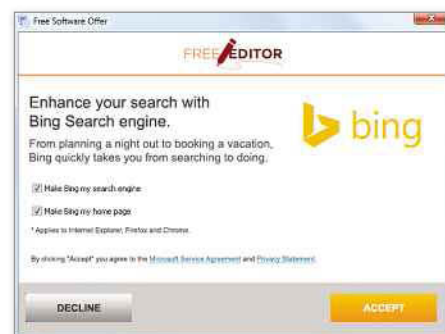 Free Software Offer
FREE EDITOR
Enhance your search with
Bing Search engine.
bing
From planning a night out to booking a vacation,
Bing quickly takes you from searching to doing.
Make Bing my search engine
Make Bing my home page
* Applies to Internet Explorer, Firefox and Chrome.
By clicking "Accept" you agree to the Microsoft Service Agreement and Privacy Statement.
DECLINE
ACCEPT